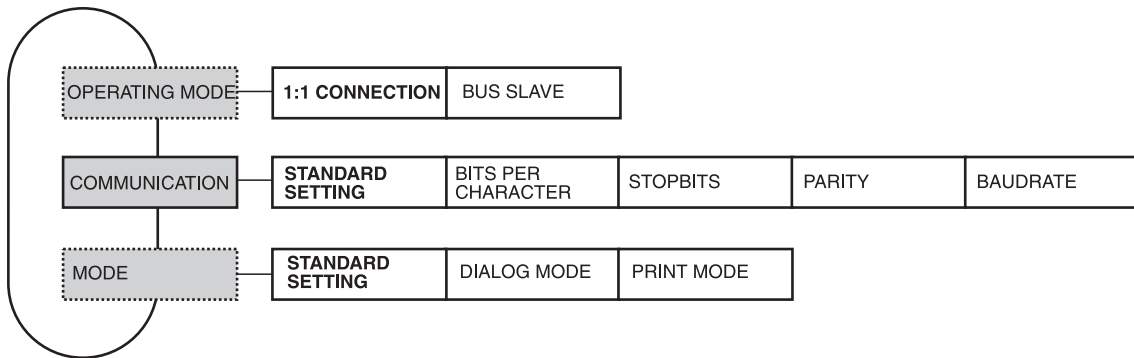 OPERATING MODE
1:1 CONNECTION
BUS SLAVE
COMMUNICATION
STANDARD
SETTING
BITS PER
CHARACTER
STOPBITS
PARITY
BAUDRATE
MODE
STANDARD
SETTING
DIALOG MODE
PRINT MODE